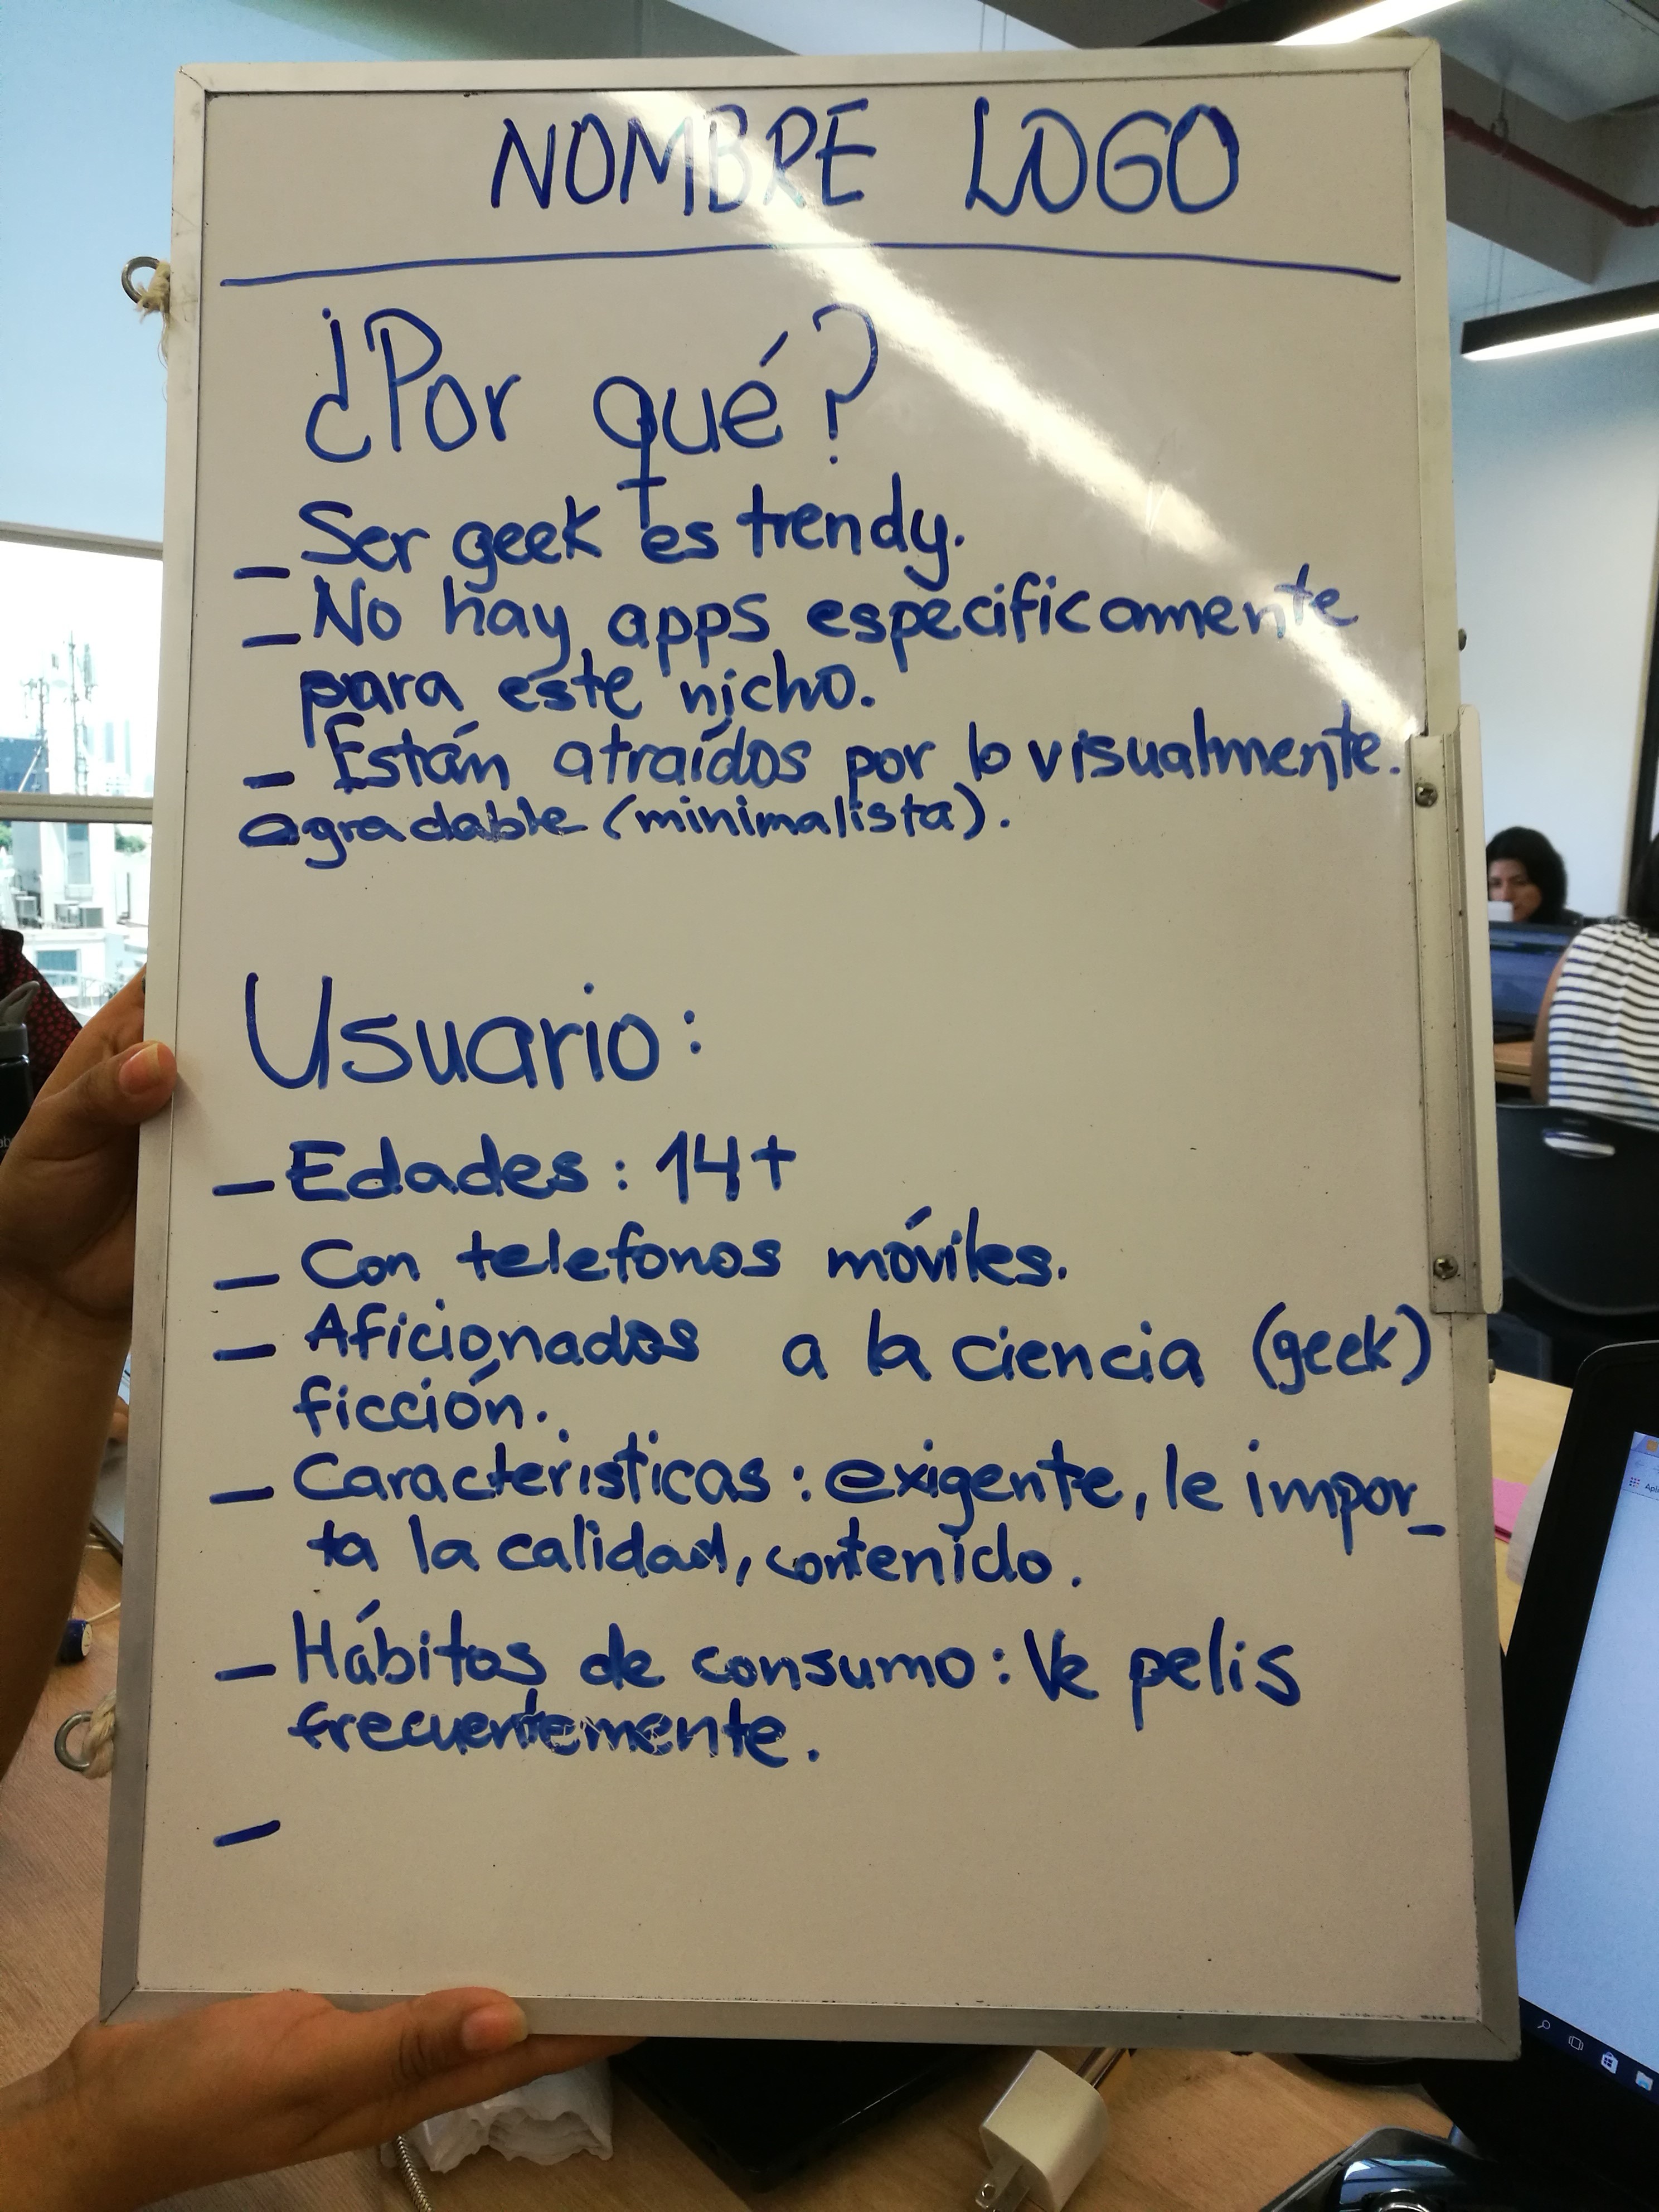 NOMBRE LOGO
¿Por qué?
_ Ser geek es trendy.
_ No hay apps especificamente
para este nicho.
_ Están atraídos por lo visualmente.
agradable (minimalista).
Usuario:
_ Edades: 14+
_ Con telefonos móviles.
_ Aficionados a la ciencia (geek)
ficción.
_ Caracteristicas: exigente, le impor_
ta la calidad, contenido.
_ Hábitos de consumo: Ve pelis
frecuentemente.
_